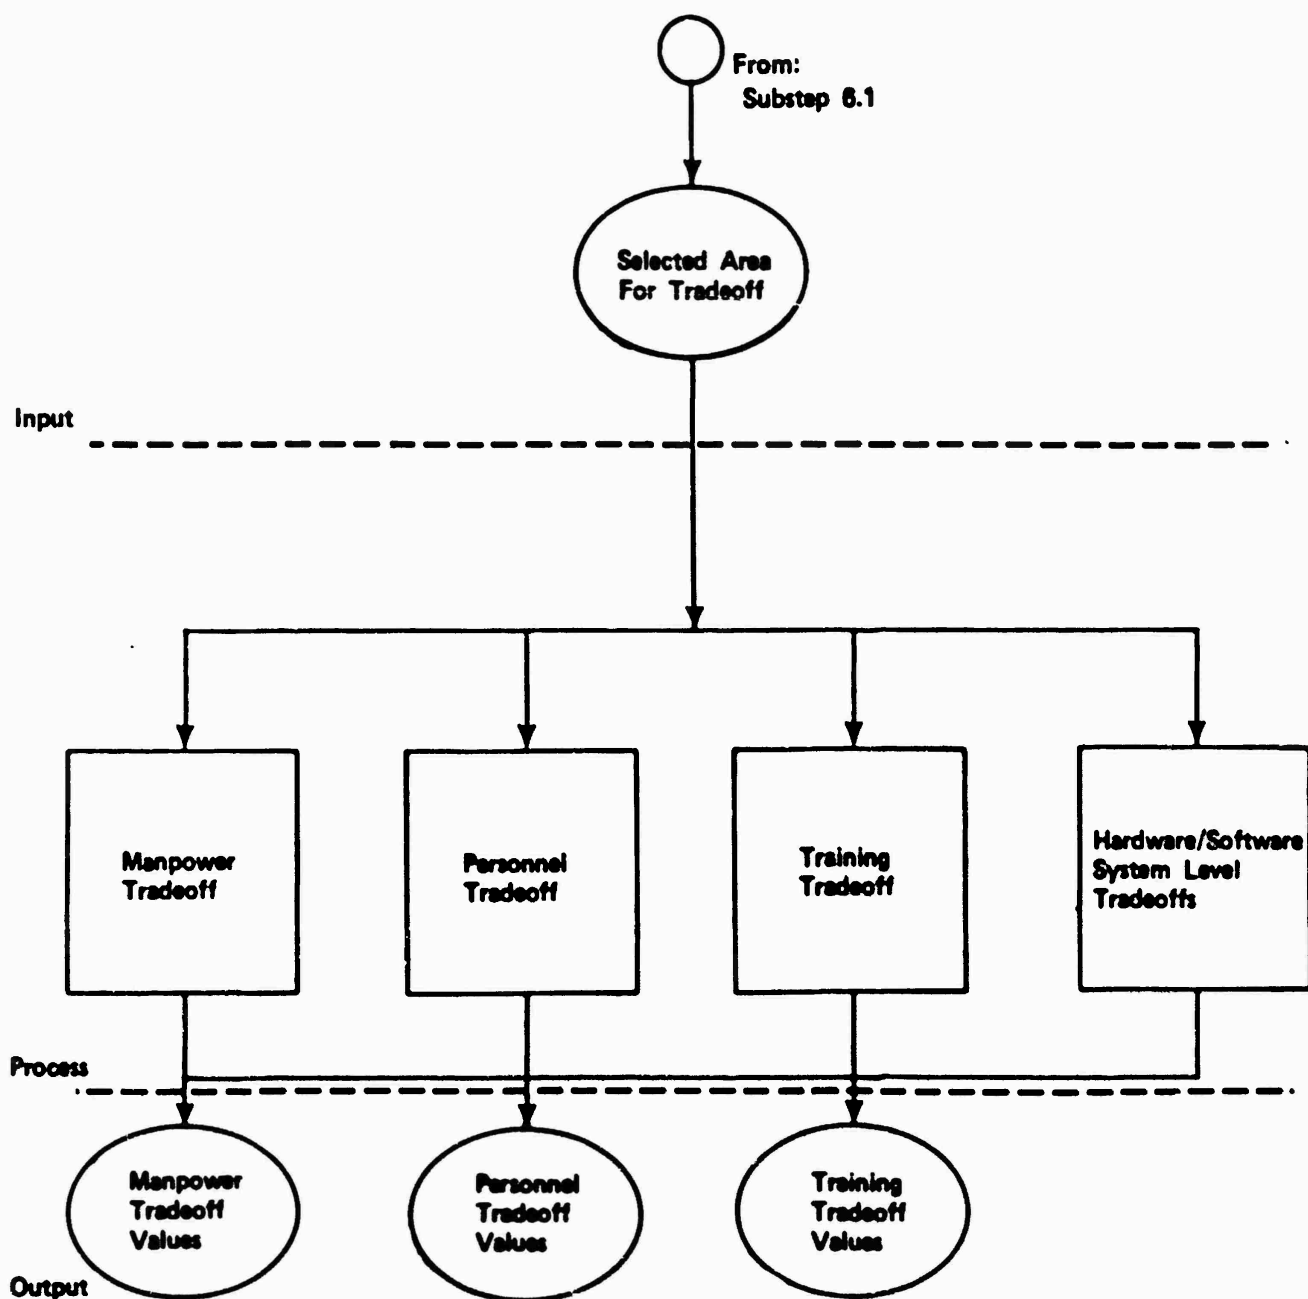 From:
Substep 6.1
Selected Area
For Tradeoff
Input
Manpower
Tradeoff
Personnel
Tradeoff
Training
Tradeoff
Hardware/Software
System Level
Tradeoffs
Process
Manpower
Tradeoff
Values
Personnel
Tradeoff
Values
Training
Tradeoff
Values
Output